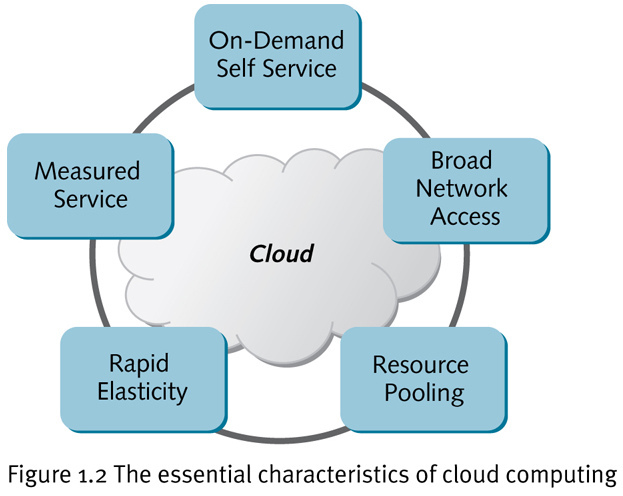 On-Demand
Self Service
Measured
Service
Broad
Network
Access
Cloud
Rapid
Elasticity
Resource
Pooling
Figure 1.2 The essential characteristics of cloud computing